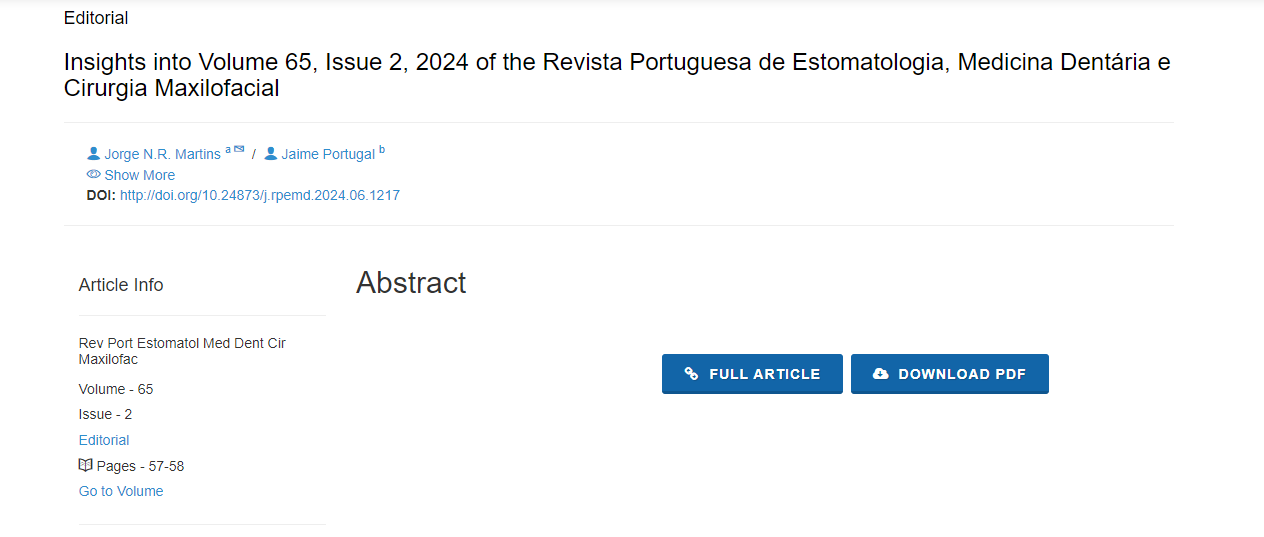 Editorial
Insights into Volume 65, Issue 2, 2024 of the Revista Portuguesa de Estomatologia, Medicina Dentária e
Cirurgia Maxilofacial
Jorge N.R. Martins a / Jaime Portugal b
Show More
DOI: http://doi.org/10.24873/j.rpemd.2024.06.1217
Article Info
Rev Port Estomatol Med Dent Cir
Maxilofac
Volume - 65
Issue - 2
Editorial
Pages - 57-58
Go to Volume
Abstract
FULL ARTICLE DOWNLOAD PDF